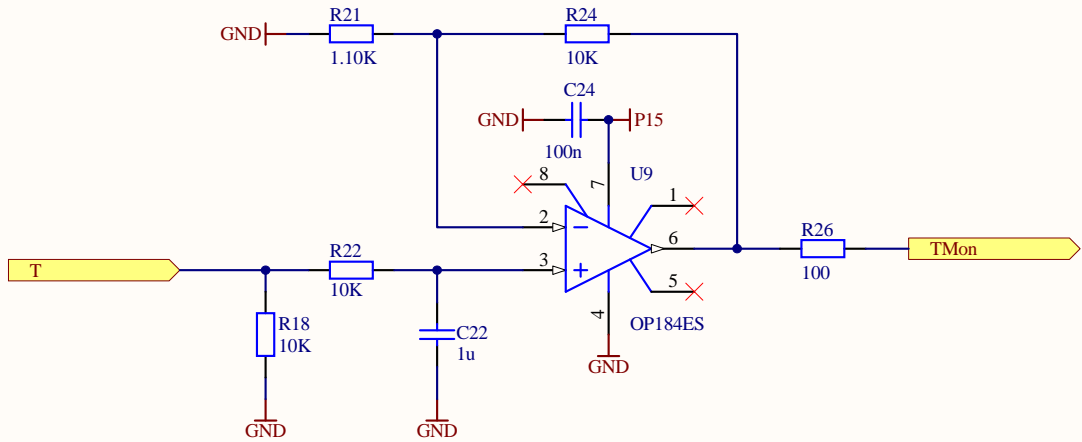 R21
R24
GND
1.10K
10K
C24
GND
P15
100n
U9
8
7
1
2
6
R26
TMon
100
T
R22
3
10K
5
4
OP184ES
R18
10K
C22
1u
GND
GND
GND